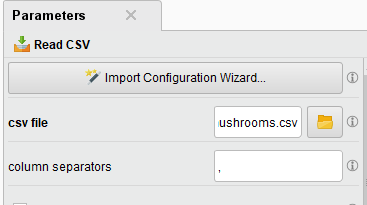 Parameters
Read CSV
Import Configuration Wizard...
csv file
ushrooms.csv
column separators
,